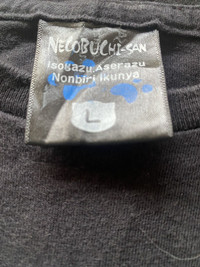 NECOBUCHI-SAN
Isogazu,Aserazu
Nonbiri ikunya
L